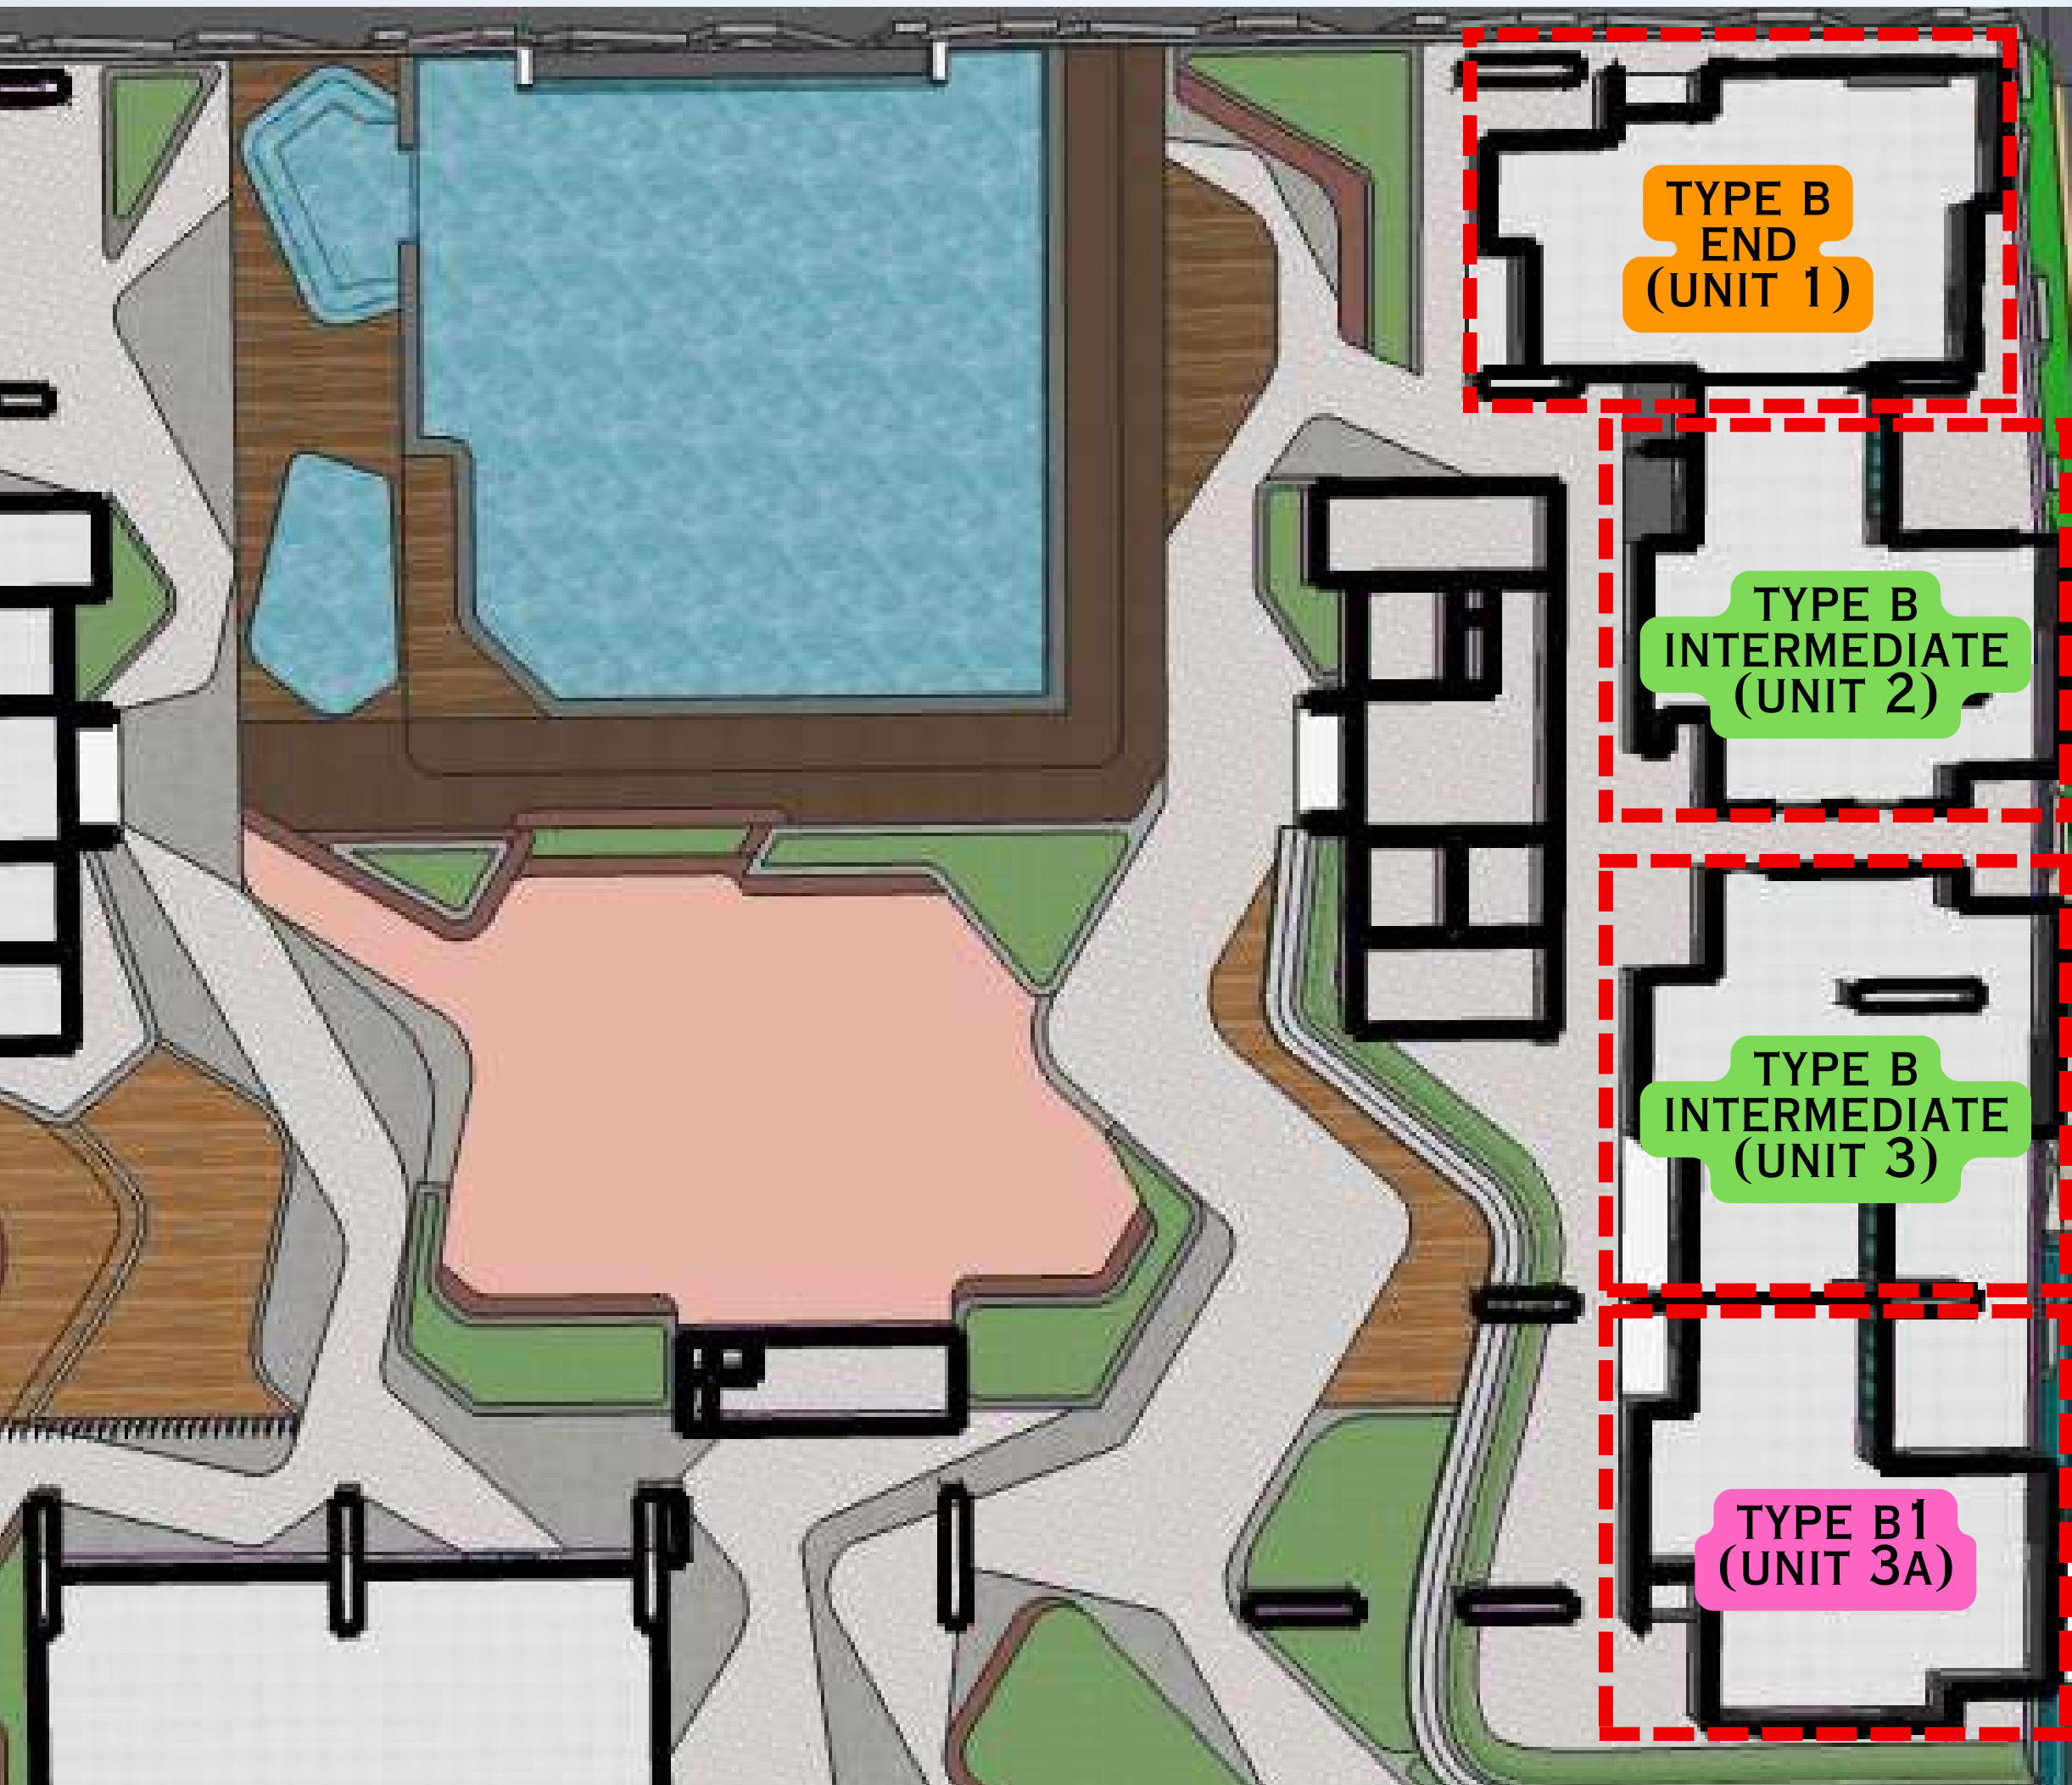 TYPE B
END
(UNIT 1)
TYPE B
INTERMEDIATE
(UNIT 2)
TYPE B
INTERMEDIATE
(UNIT 3)
TYPE B1
(UNIT 3A)